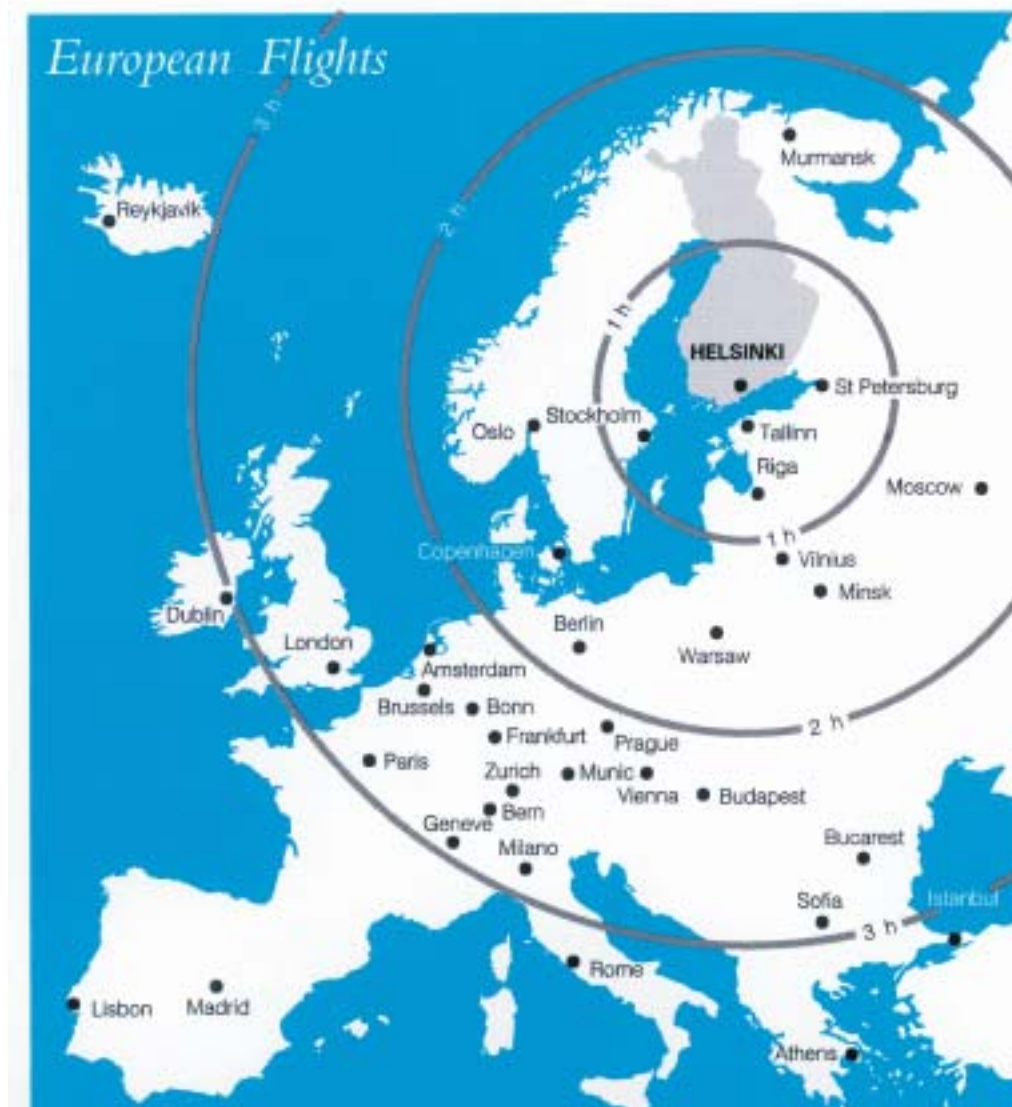 European Flights
3 h
Murmansk
Reykjavik
2 h
1 h
HELSINKI
St Petersburg
Stockholm
Oslo
Tallinn
Riga
Moscow
1 h
Copenhagen
Vilnius
Minsk
Dublin
Berlin
London
Warsaw
Amsterdam
Brussels
Bonn
2 h
Frankfurt
Prague
Paris
Zurich
Munic
Vienna
Budapest
Bern
Geneve
Bucarest
Milano
Istanbul
Sofia
3 h
Rome
Lisbon
Madrid
Athens